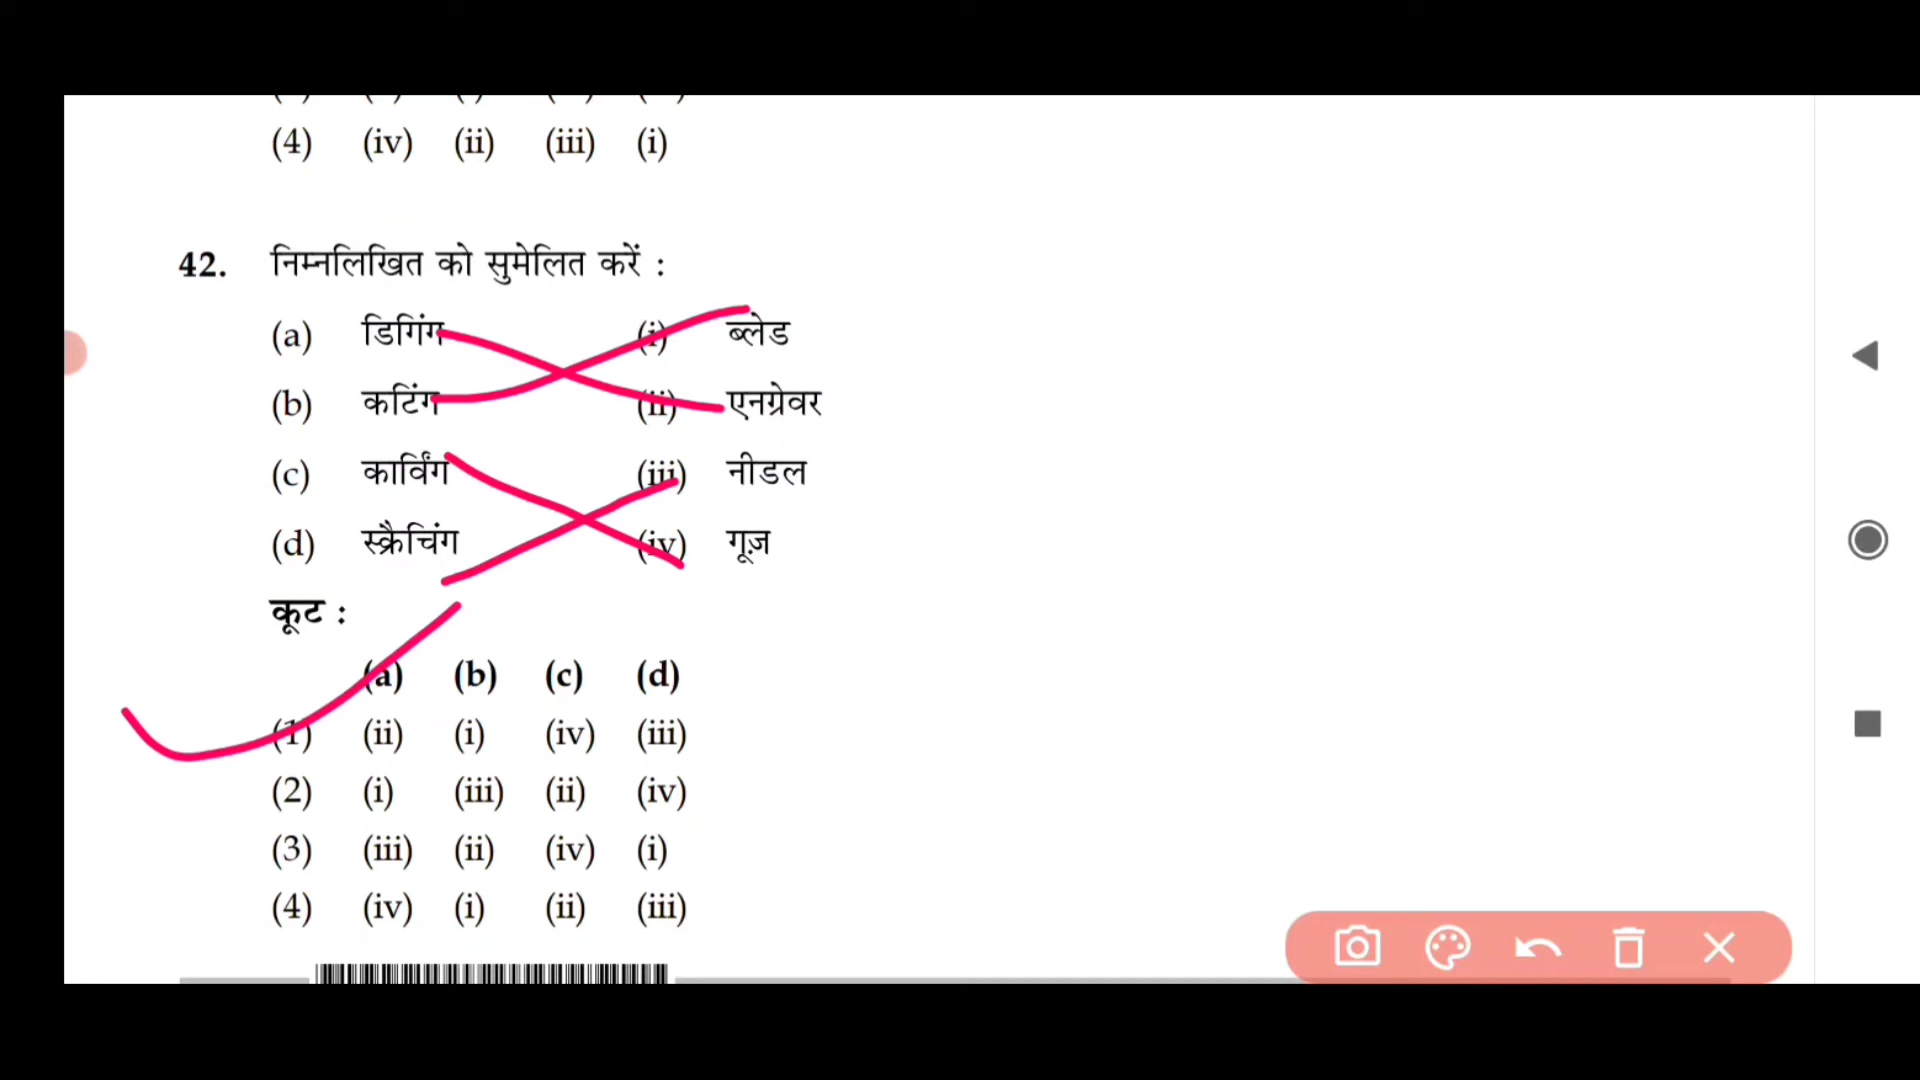 (4) (iv) (ii) (iii) (i)
42. निम्नलिखित को सुमेलित करें :
(a) डिगिंग (i) ब्लेड
(b) कटिंग (ii) एनग्रेवर
(c) कार्विंग (iii) नीडल
(d) स्क्रैचिंग (iv) गूज़
कूट :
(a) (b) (c) (d)
(1) (ii) (i) (iv) (iii)
(2) (i) (iii) (ii) (iv)
(3) (iii) (ii) (iv) (i)
(4) (iv) (i) (ii) (iii)